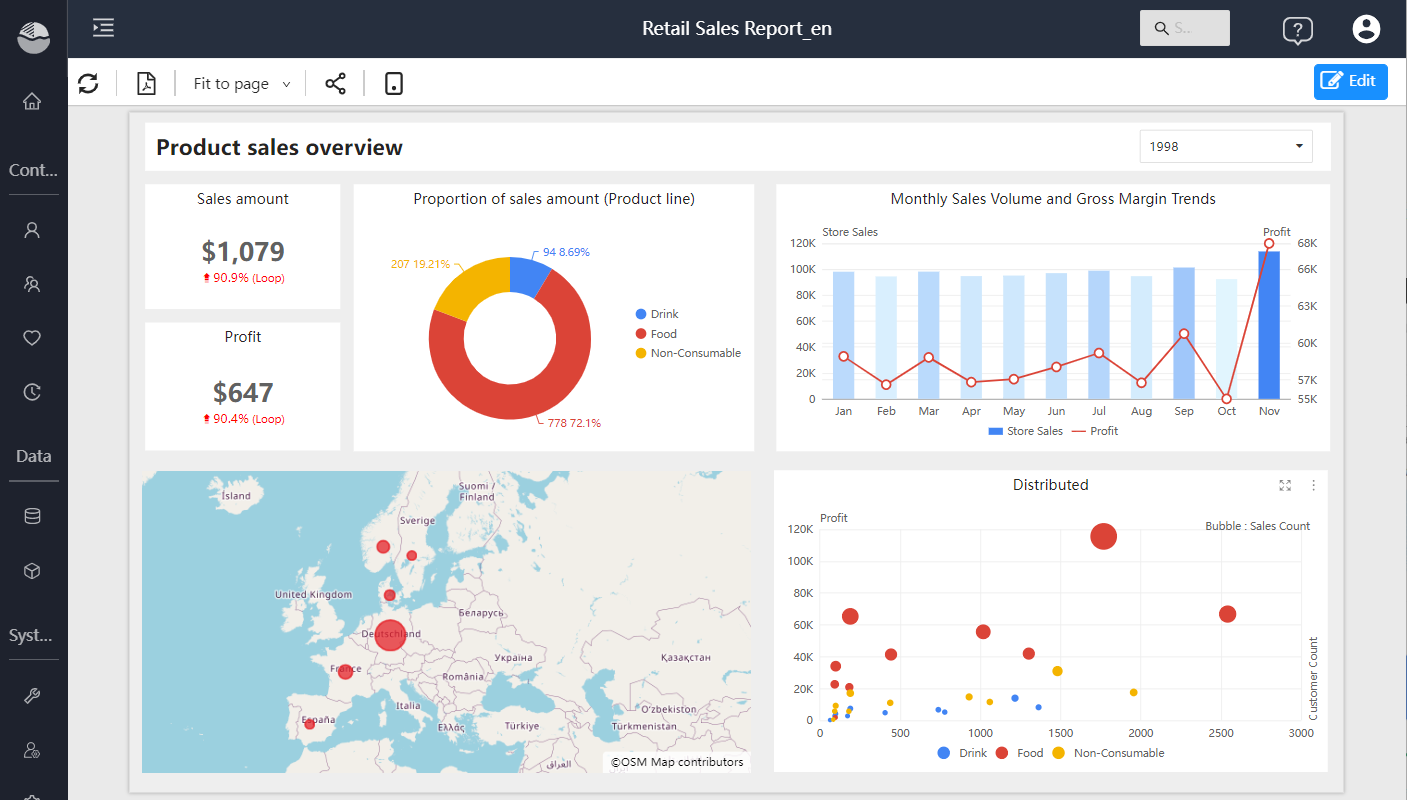 Retail Sales Report_en
S...
Cont...
Data
Syst...
Fit to page
Edit
Product sales overview
1998
Sales amount
$1,079
90.9% (Loop)
Profit
$647
90.4% (Loop)
Proportion of sales amount (Product line)
94 8.69%
207 19.21%
778 72.1%
Drink
Food
Non-Consumable
Monthly Sales Volume and Gross Margin Trends
Store Sales
Profit
120K
100K
80K
60K
40K
20K
0
68K
66K
63K
60K
57K
55K
Jan Feb Mar Apr May Jun Jul Aug Sep Oct Nov
Store Sales Profit
Ísland
Suomi /
Finland
Sverige
United Kingdom
Беларусь
Deutschland
Україна
Қазақстан
France
România
Italia
España
Ελλάς
Türkiye
O'zbekiston
Türkmenistan
العراق
©OSM Map contributors
Distributed
Profit
Bubble : Sales Count
120K
100K
80K
60K
40K
20K
0
0 500 1000 1500 2000 2500 3000
Customer Count
Drink Food Non-Consumable